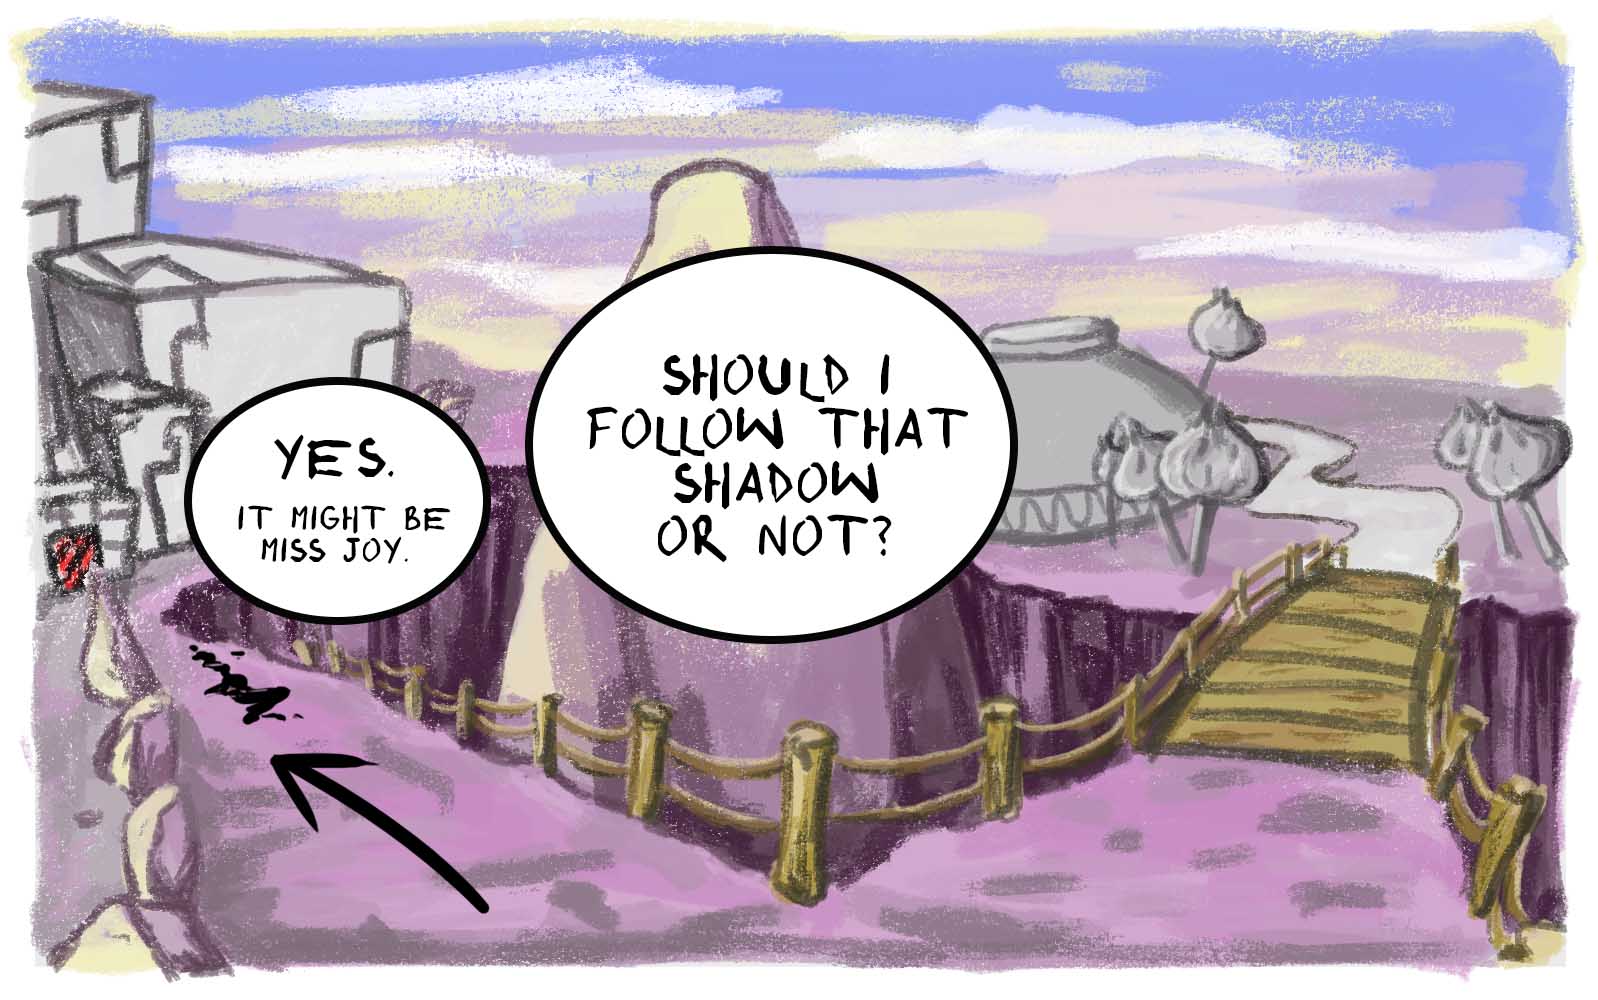 SHOULD I
FOLLOW THAT
SHADOW
OR NOT?
YES.
IT MIGHT BE
MISS JOY.